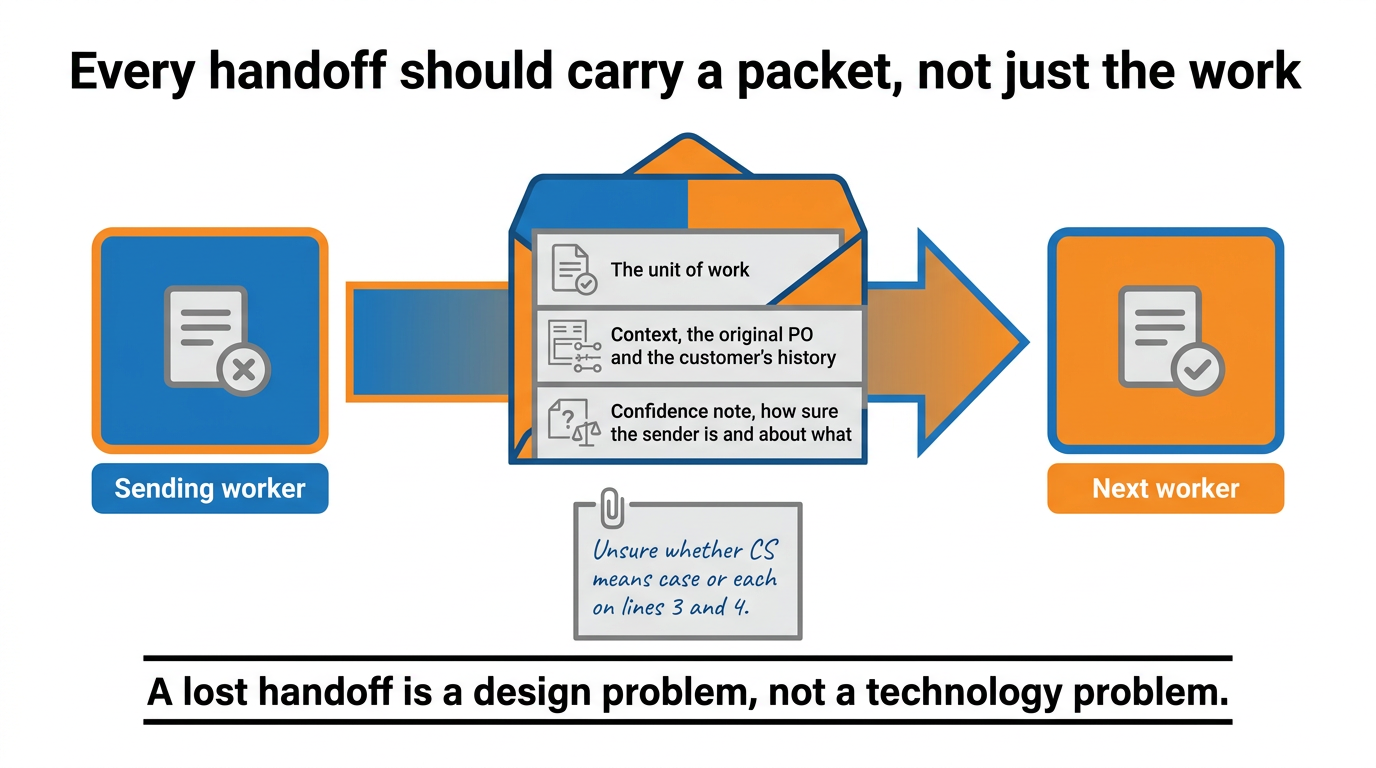 Every handoff should carry a packet, not just the work
The unit of work
Context, the original PO
and the customer's history
?
Confidence note, how sure
the sender is and about what
Sending worker
Next worker
Unsure whether CS
means case or each
on lines 3 and 4.
A lost handoff is a design problem, not a technology problem.